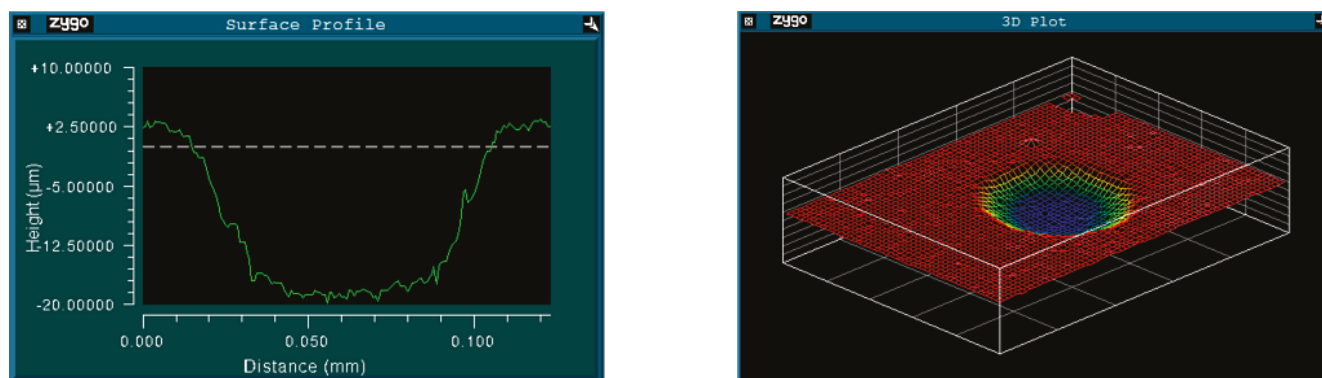 zygo Surface Profile
+10.00000
+2.50000
-5.00000
-12.50000
-20.00000
Height (µm)
0.000 0.050 0.100
Distance (mm)
zygo 3D Plot